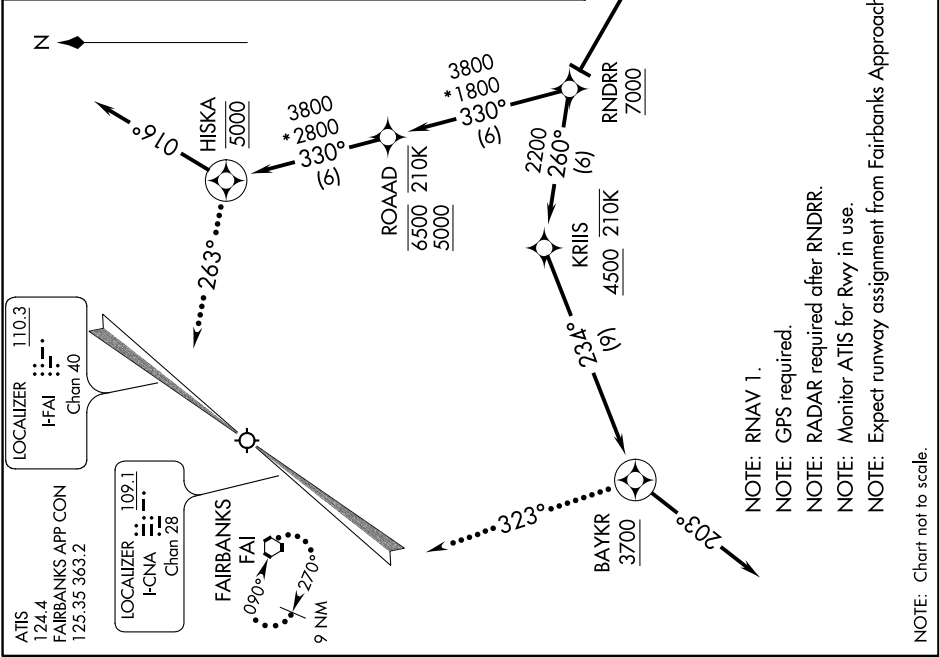 ATIS
124.4
FAIRBANKS APP CON
125.35 363.2
LOCALIZER 110.3
I-FAI
Chan 40
LOCALIZER 109.1
I-CNA
Chan 28
FAIRBANKS
FAI
090°
270°
9 NM
N
016°
HISKA
5000
263°
3800
*2800
330°
(6)
ROAAD
6500 210K
5000
3800
*1800
330°
(6)
RNDRR
7000
2200
260°
(6)
KRIIS
4500 210K
234°
(9)
BAYKR
3700
323°
203°
NOTE: RNAV 1.
NOTE: GPS required.
NOTE: RADAR required after RNDRR.
NOTE: Monitor ATIS for Rwy in use.
NOTE: Expect runway assignment from Fairbanks Approach
NOTE: Chart not to scale.